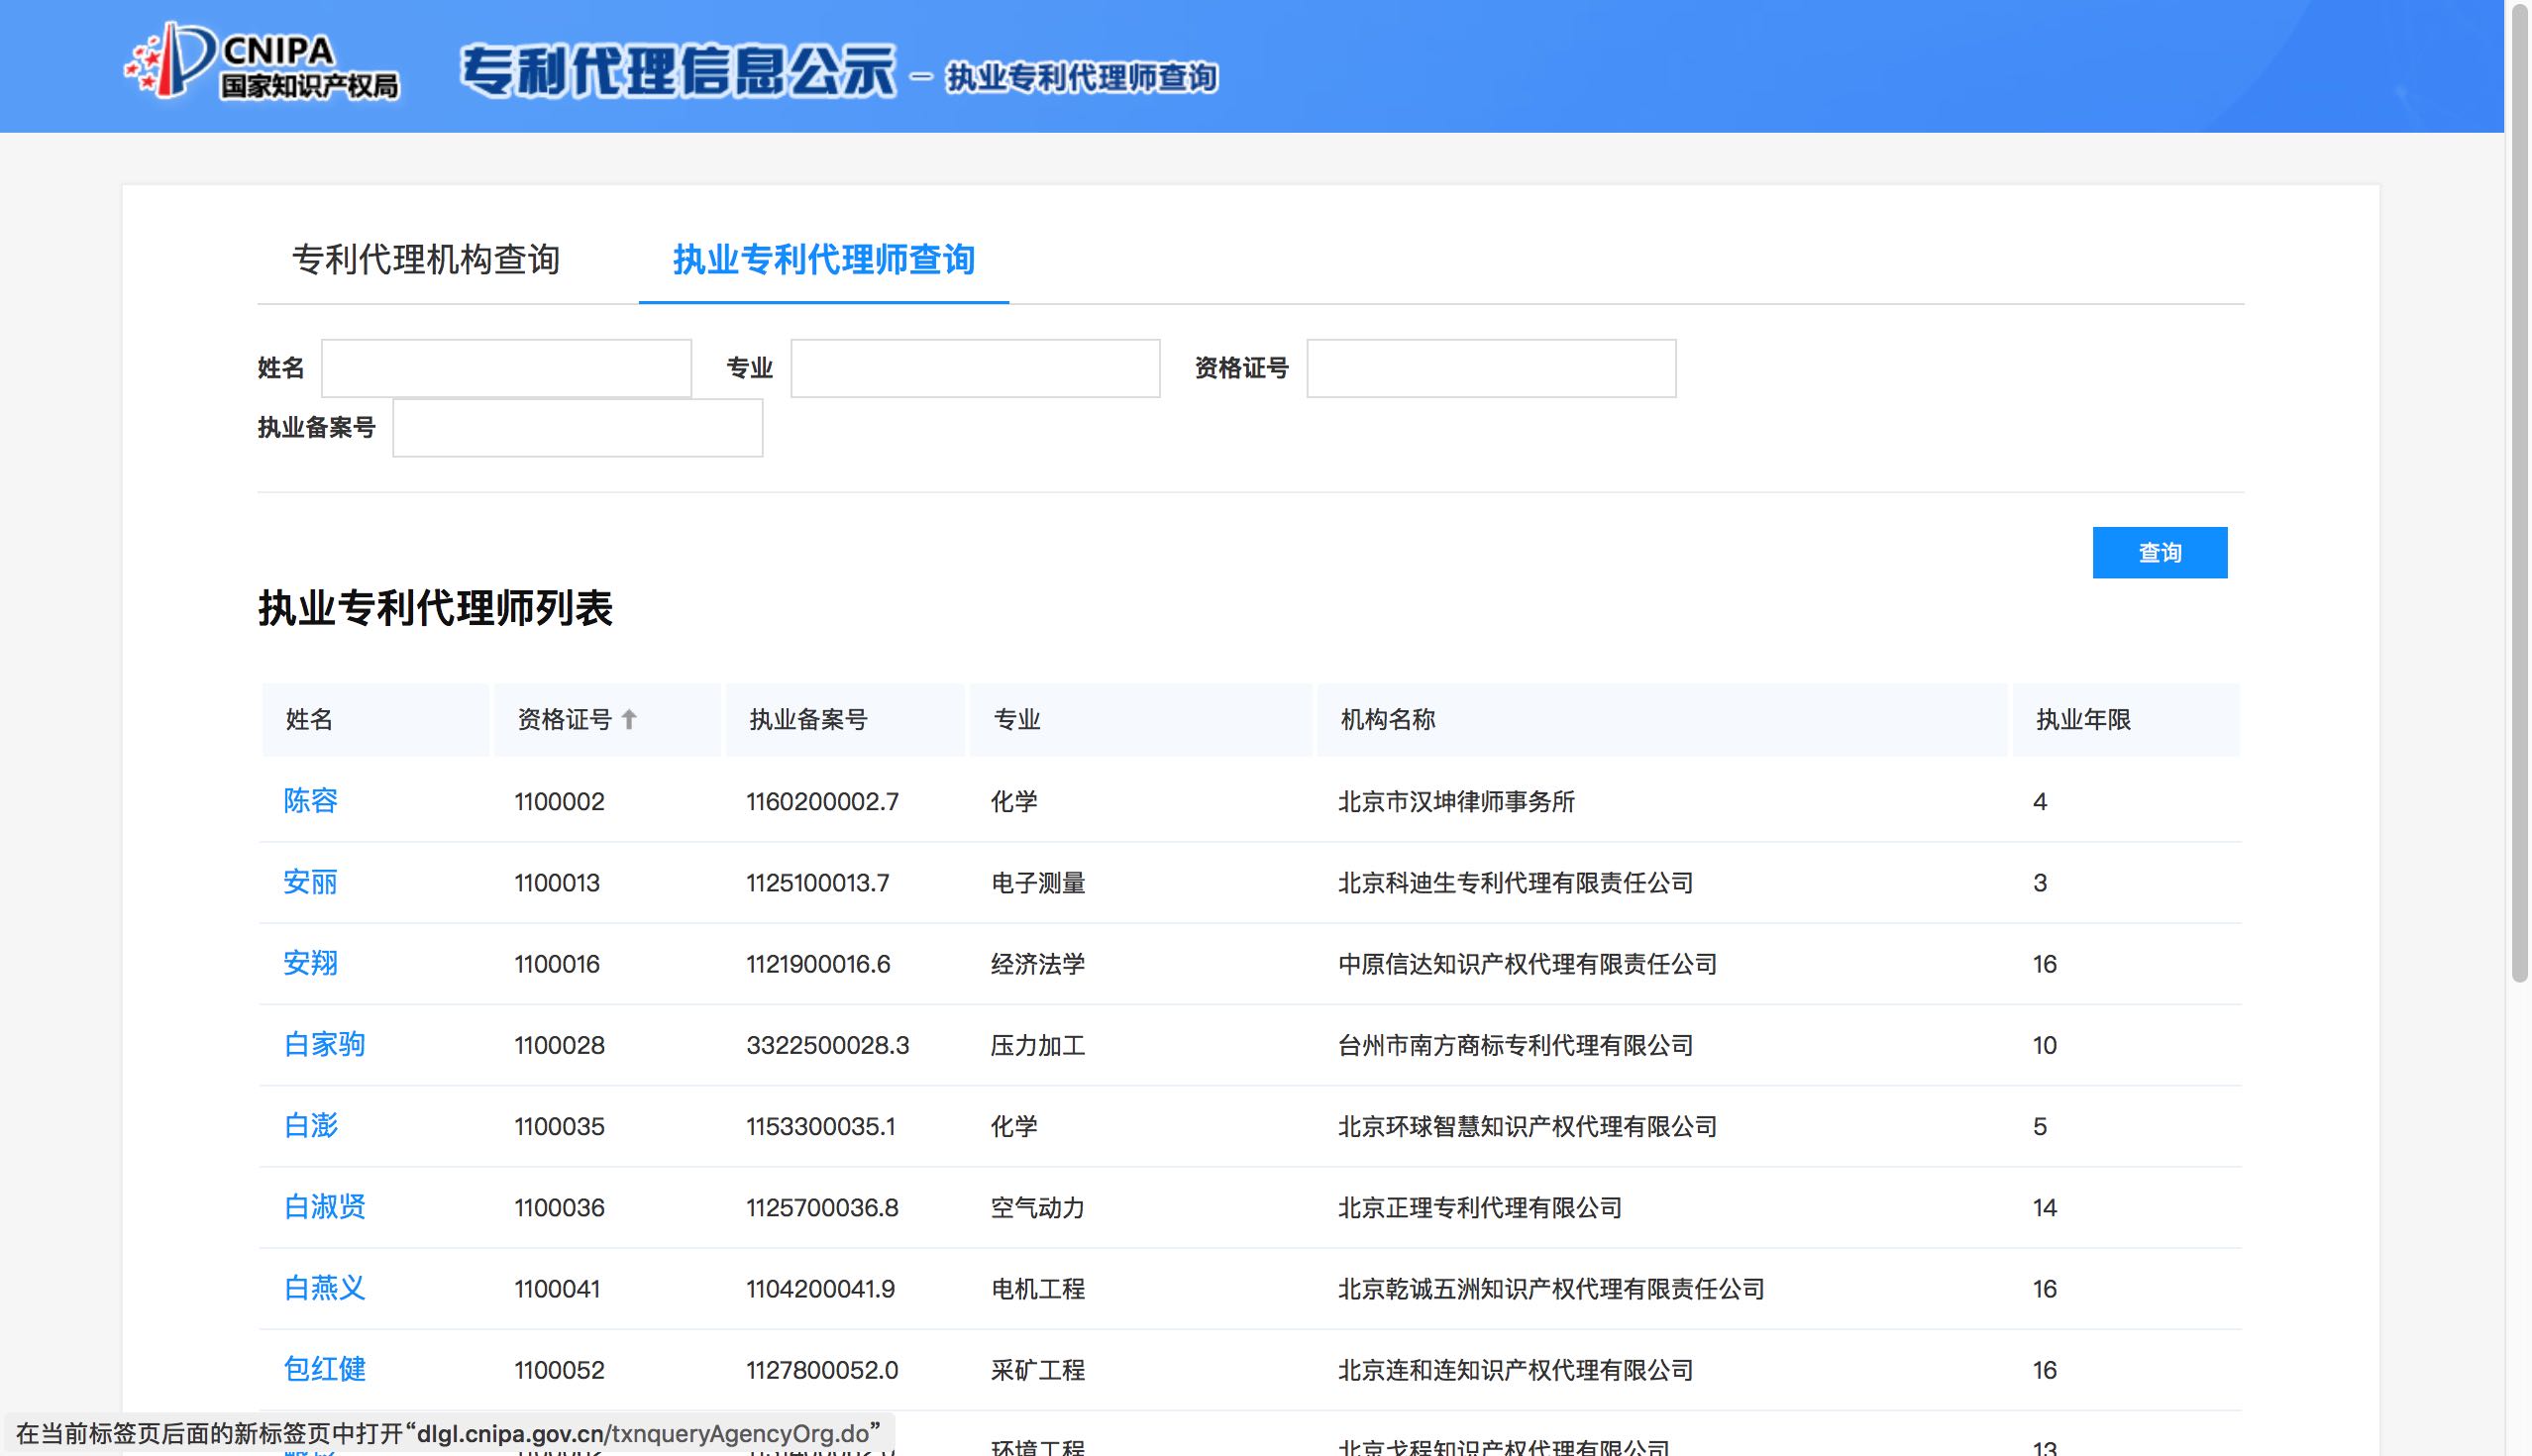 CNIPA
国家知识产权局
专利代理信息公示 – 执业专利代理师查询
专利代理机构查询 执业专利代理师查询
姓名 专业 资格证号
执业备案号
查询
执业专利代理师列表
姓名 资格证号 执业备案号 专业 机构名称 执业年限
陈容 1100002 1160200002.7 化学 北京市汉坤律师事务所 4
安丽 1100013 1125100013.7 电子测量 北京科迪生专利代理有限责任公司 3
安翔 1100016 1121900016.6 经济法学 中原信达知识产权代理有限责任公司 16
白家驹 1100028 3322500028.3 压力加工 台州市南方商标专利代理有限公司 10
白澎 1100035 1153300035.1 化学 北京环球智慧知识产权代理有限公司 5
白淑贤 1100036 1125700036.8 空气动力 北京正理专利代理有限公司 14
白燕义 1100041 1104200041.9 电机工程 北京乾诚五洲知识产权代理有限责任公司 16
包红健 1100052 1127800052.0 采矿工程 北京连和连知识产权代理有限公司 16
环境工程 北京戈程知识产权代理有限公司 13
在当前标签页后面的新标签页中打开“dlgl.cnipa.gov.cn/txnqueryAgencyOrg.do”